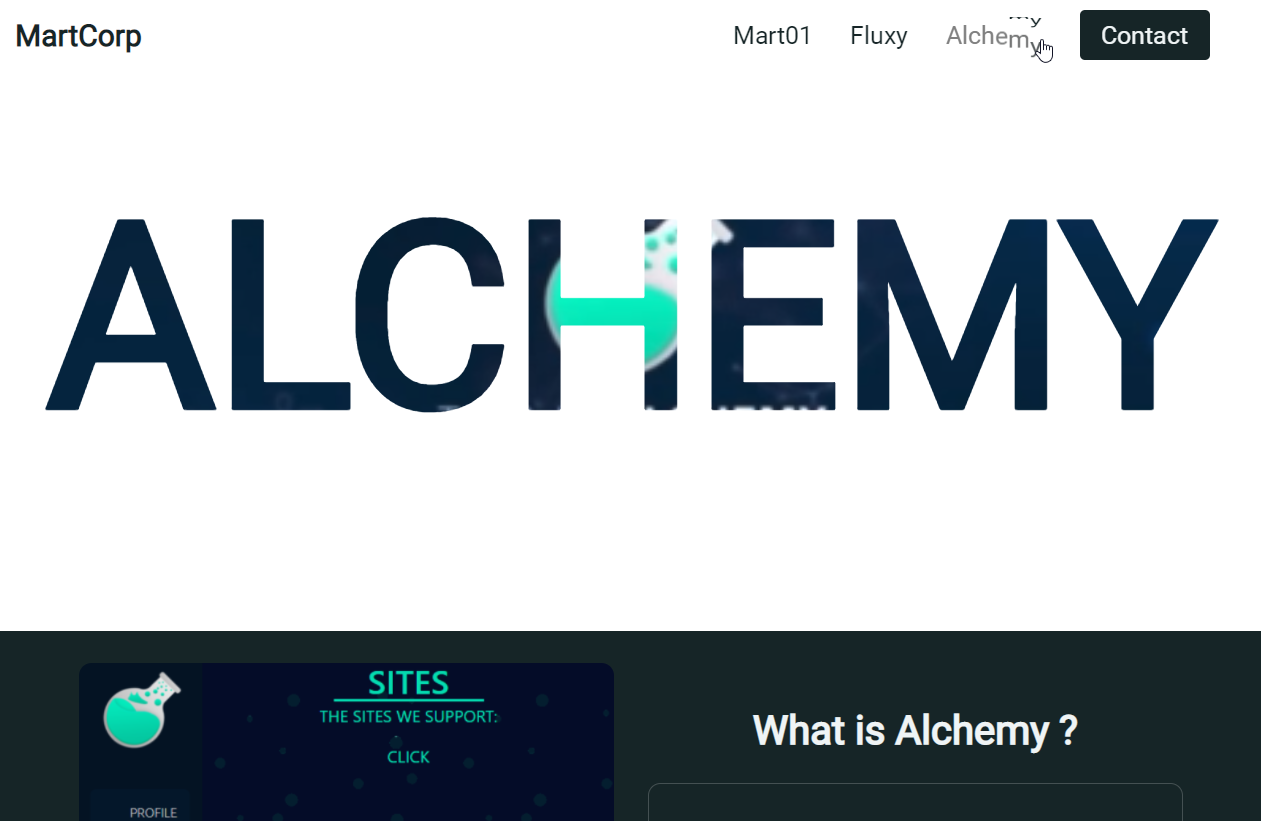 MartCorp
Mart01
Fluxy
Alchemy
Contact
ALCHEMY
SITES
THE SITES WE SUPPORT:
CLICK
PROFILE
What is Alchemy ?